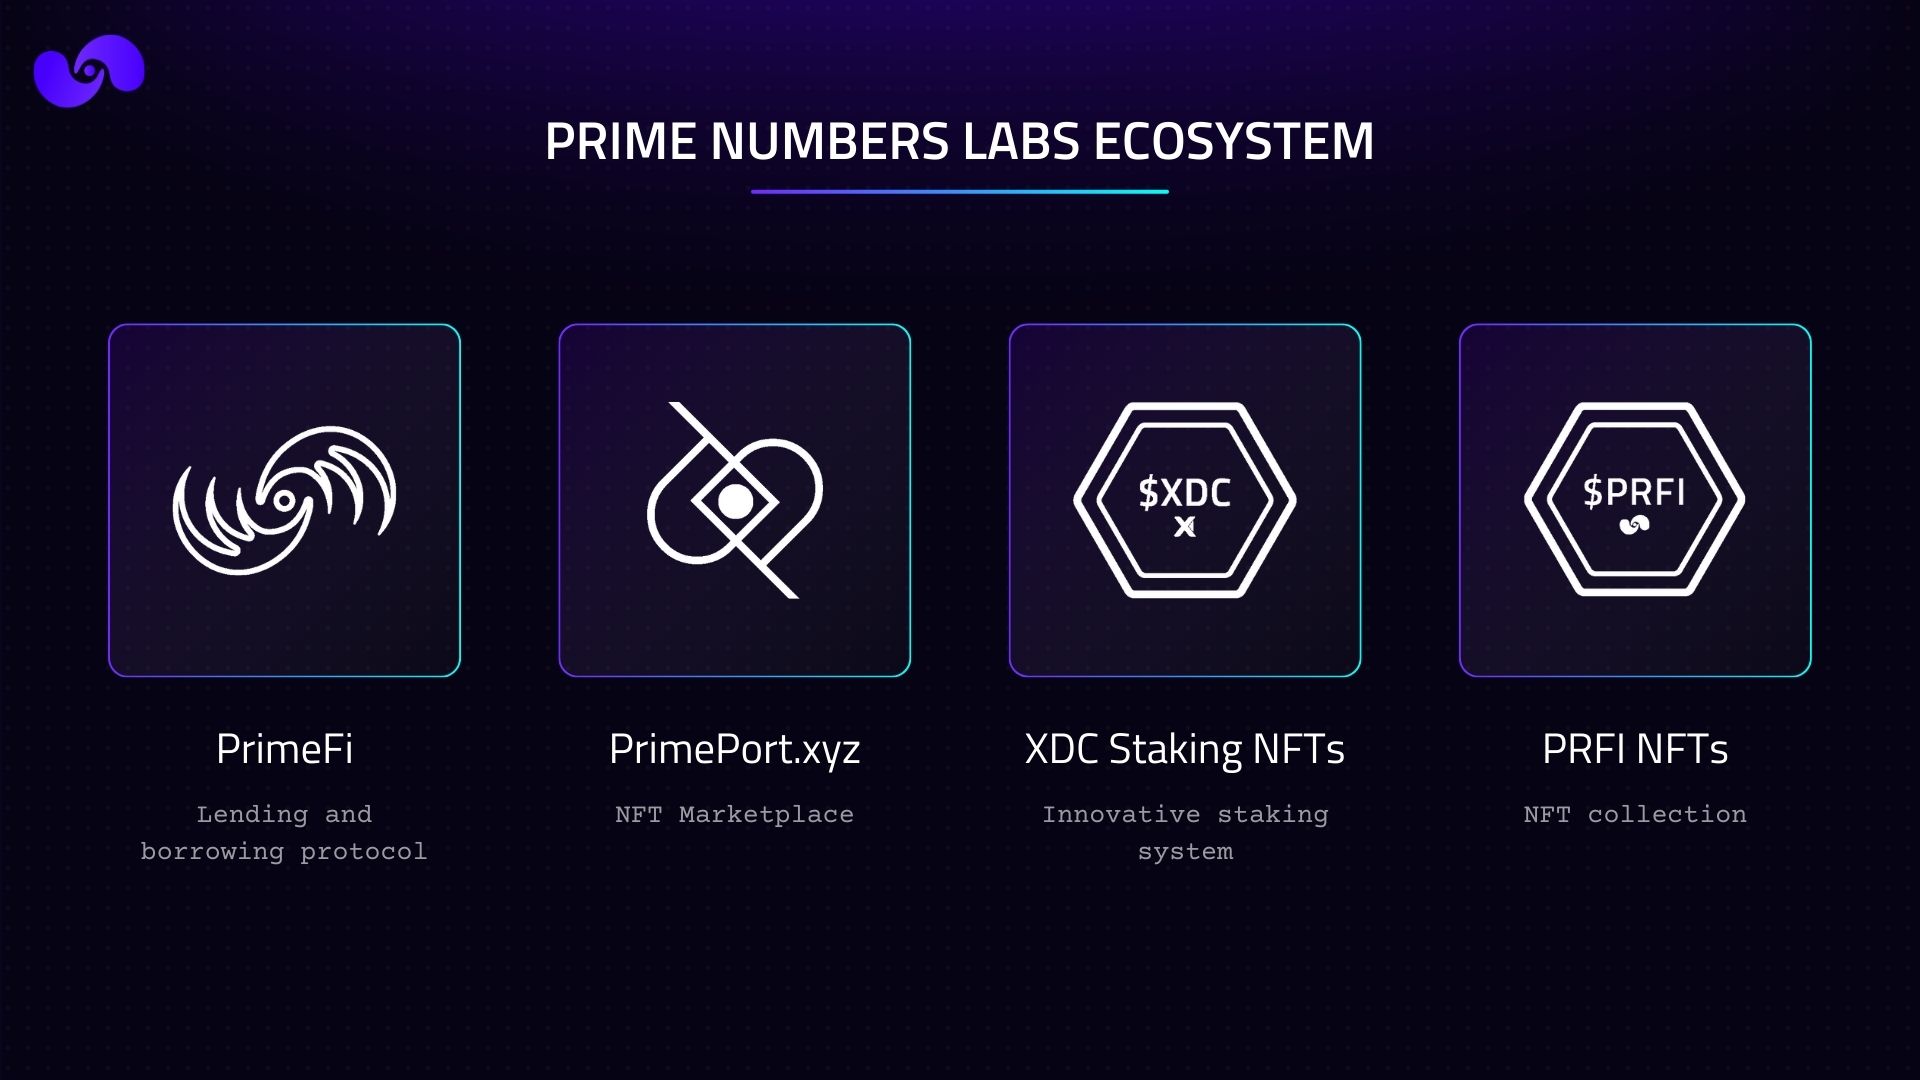 PRIME NUMBERS LABS ECOSYSTEM
$XDC
$PRFI
PrimeFi
Lending and
borrowing protocol
PrimePort.xyz
NFT Marketplace
XDC Staking NFTs
Innovative staking
system
PRFI NFTs
NFT collection